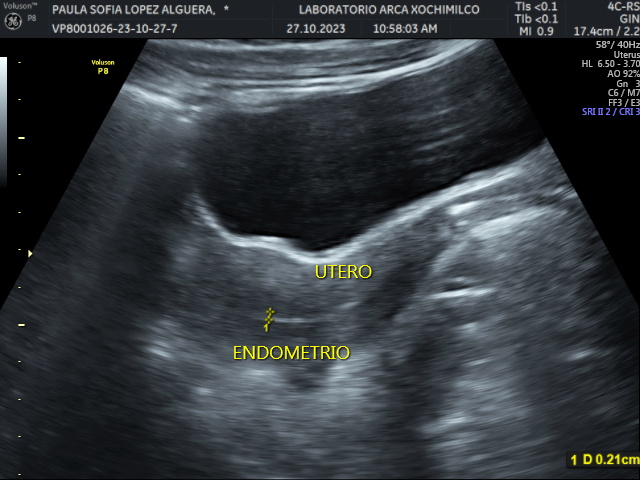 Voluson™
P8
PAULA SOFIA LOPEZ ALGUERA, *
LABORATORIO ARCA XOCHIMILCO
TIs <0.1
4C-RS
TIb <0.1
GIN
VP8001026-23-10-27-7
27.10.2023
10:58:03 AM
MI 0.9
17.4cm / 2.2
Voluson
P8
58°/ 40Hz
Uterus
HL 6.50 - 3.70
AO 92%
Gn 3
C6 / M7
FF3 / E3
SRI II 2 / CRI 3
UTERO
ENDOMETRIO
1 D 0.21cm